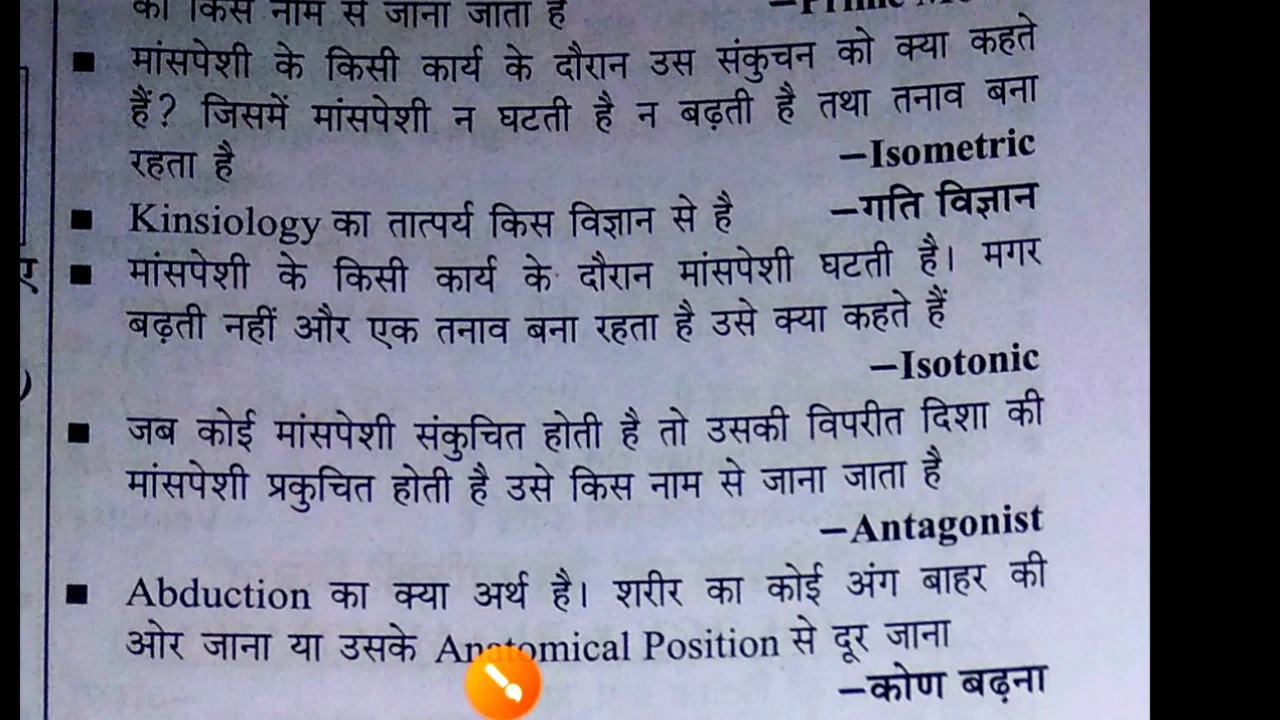 को किस नाम से जाना जाता है
■ मांसपेशी के किसी कार्य के दौरान उस संकुचन को क्या कहते
हैं? जिसमें मांसपेशी न घटती है न बढ़ती है तथा तनाव बना
रहता है –Isometric
■ Kinsiology का तात्पर्य किस विज्ञान से है –गति विज्ञान
■ मांसपेशी के किसी कार्य के दौरान मांसपेशी घटती है। मगर
बढ़ती नहीं और एक तनाव बना रहता है उसे क्या कहते हैं
–Isotonic
■ जब कोई मांसपेशी संकुचित होती है तो उसकी विपरीत दिशा की
मांसपेशी प्रकुचित होती है उसे किस नाम से जाना जाता है
–Antagonist
■ Abduction का क्या अर्थ है। शरीर का कोई अंग बाहर की
ओर जाना या उसके Anatomical Position से दूर जाना
–कोण बढ़ना